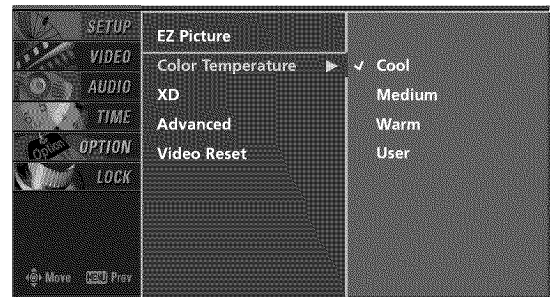 SETUP
VIDEO
AUDIO
TIME
OPTION
LOCK
Option
Move MENU Prev
EZ Picture
Color Temperature ▶
XD
Advanced
Video Reset
✓ Cool
Medium
Warm
User